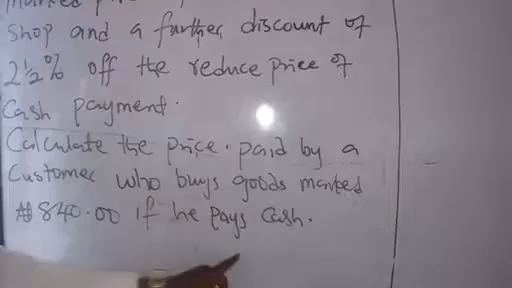 marked
shop and a further discount of
2½% off the reduce price of
Cash payment.
Calculate the price. paid by a
Customer who buys goods marked
₦840.00 if he pays Cash.